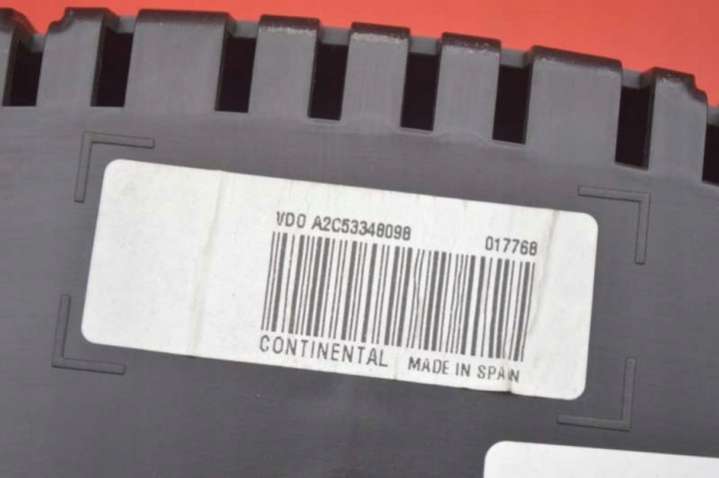 VDO A2C53348098 017768
CONTINENTAL MADE IN SPAIN